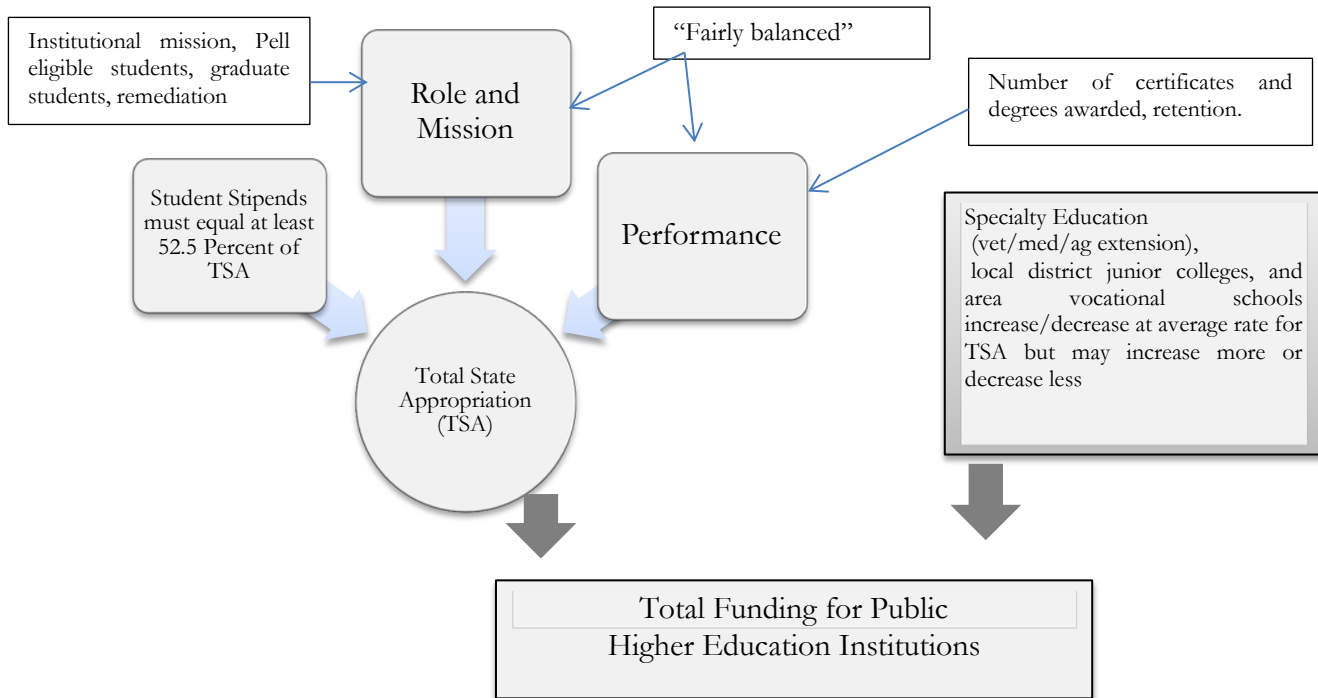 Institutional mission, Pell
eligible students, graduate
students, remediation
Role and
Mission
“Fairly balanced”
Number of certificates and
degrees awarded, retention.
Student Stipends
must equal at least
52.5 Percent of
TSA
Performance
Specialty Education
(vet/med/ag extension),
local district junior colleges, and
area vocational schools
increase/decrease at average rate for
TSA but may increase more or
decrease less
Total State
Appropriation
(TSA)
Total Funding for Public
Higher Education Institutions